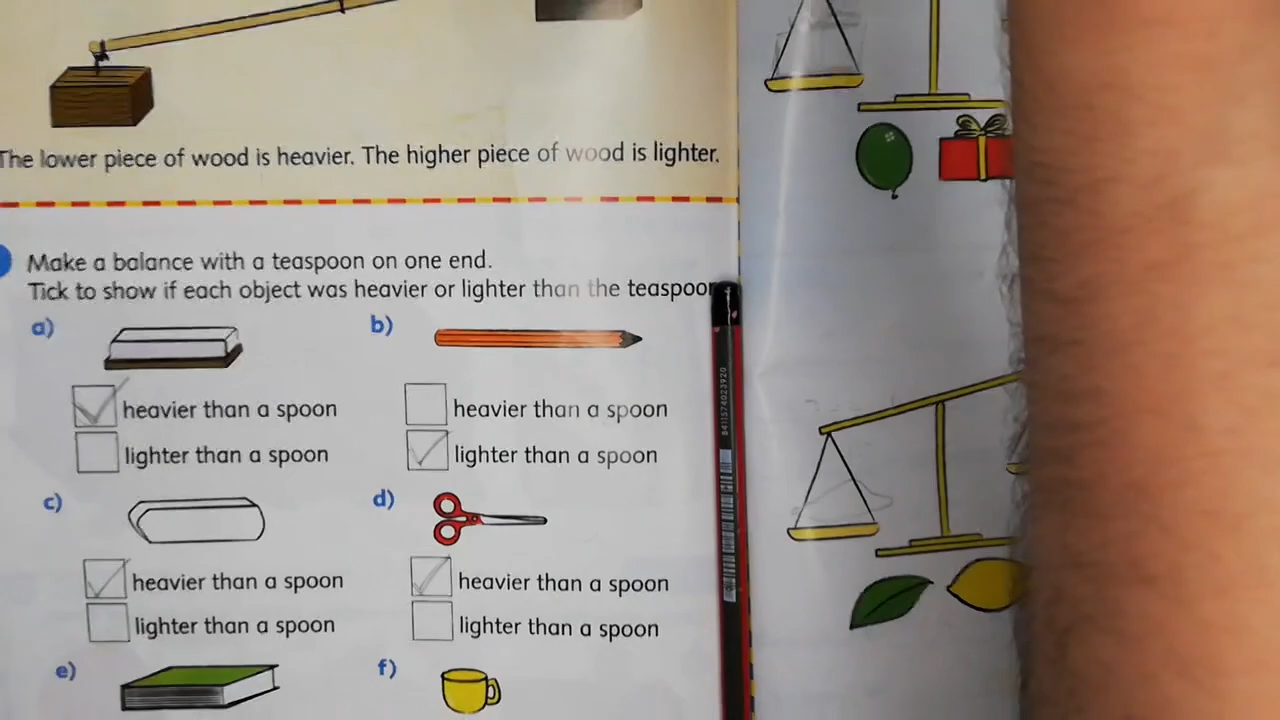 The lower piece of wood is heavier. The higher piece of wood is lighter.
Make a balance with a teaspoon on one end.
Tick to show if each object was heavier or lighter than the
a)
heavier than a spoon
lighter than a spoon
b)
heavier than a spoon
lighter than a spoon
c)
heavier than a spoon
lighter than a spoon
d)
heavier than a spoon
lighter than a spoon
e)
f)
8411574023920